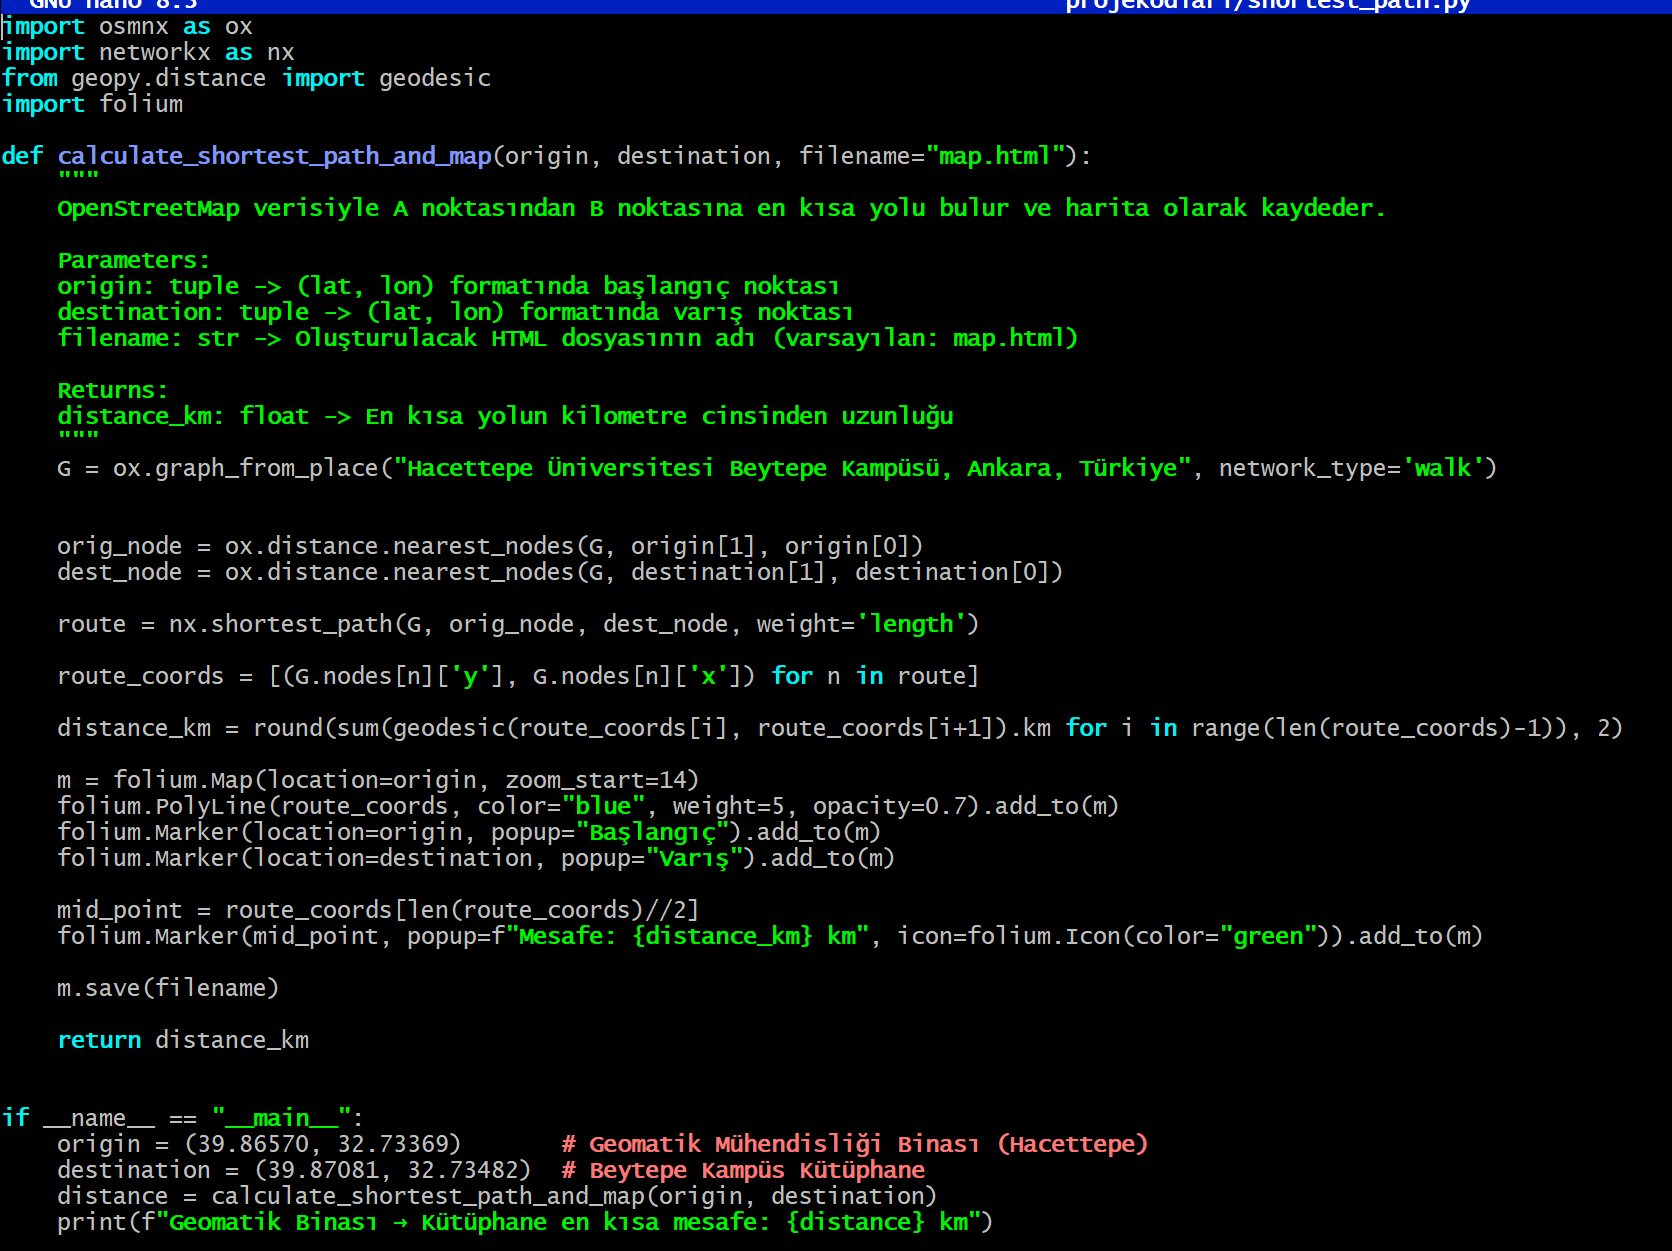 GNU nano 8.3 projekodlari/shortest_path.py
import osmnx as ox
import networkx as nx
from geopy.distance import geodesic
import folium
def calculate_shortest_path_and_map(origin, destination, filename="map.html"):
"""
OpenStreetMap verisiyle A noktasından B noktasına en kısa yolu bulur ve harita olarak kaydeder.
Parameters:
origin: tuple -> (lat, lon) formatında başlangıç noktası
destination: tuple -> (lat, lon) formatında varış noktası
filename: str -> Oluşturulacak HTML dosyasının adı (varsayılan: map.html)
Returns:
distance_km: float -> En kısa yolun kilometre cinsinden uzunluğu
"""
G = ox.graph_from_place("Hacettepe Üniversitesi Beytepe Kampüsü, Ankara, Türkiye", network_type='walk')
orig_node = ox.distance.nearest_nodes(G, origin[1], origin[0])
dest_node = ox.distance.nearest_nodes(G, destination[1], destination[0])
route = nx.shortest_path(G, orig_node, dest_node, weight='length')
route_coords = [(G.nodes[n]['y'], G.nodes[n]['x']) for n in route]
distance_km = round(sum(geodesic(route_coords[i], route_coords[i+1]).km for i in range(len(route_coords)-1)), 2)
m = folium.Map(location=origin, zoom_start=14)
folium.PolyLine(route_coords, color="blue", weight=5, opacity=0.7).add_to(m)
folium.Marker(location=origin, popup="Başlangıç").add_to(m)
folium.Marker(location=destination, popup="Varış").add_to(m)
mid_point = route_coords[len(route_coords)//2]
folium.Marker(mid_point, popup=f"Mesafe: {distance_km} km", icon=folium.Icon(color="green")).add_to(m)
m.save(filename)
return distance_km
if __name__ == "__main__":
origin = (39.86570, 32.73369) # Geomatik Mühendisliği Binası (Hacettepe)
destination = (39.87081, 32.73482) # Beytepe Kampüs Kütüphane
distance = calculate_shortest_path_and_map(origin, destination)
print(f"Geomatik Binası → Kütüphane en kısa mesafe: {distance} km")